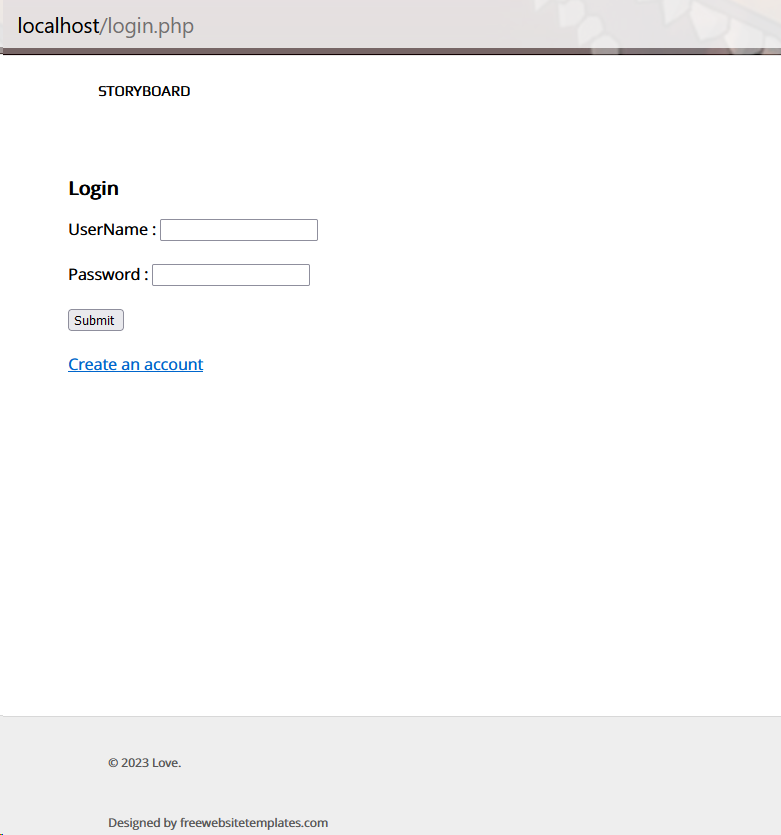 localhost/login.php
STORYBOARD
Login
UserName :
Password :
Submit
Create an account
© 2023 Love.
Designed by freewebsitetemplates.com